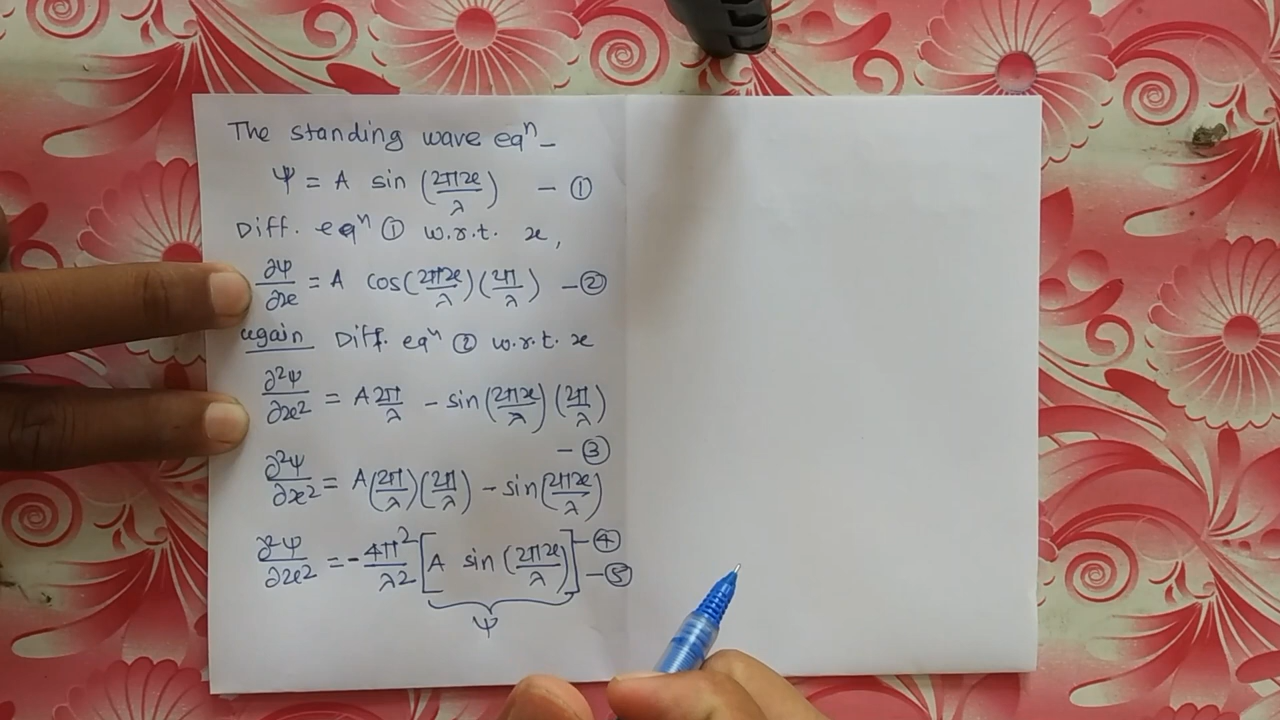 The standing wave eqⁿ –
Ψ = A sin (2πx/λ) – ①
Diff. eqⁿ ① w.r.t. x,
∂Ψ/∂x = A cos(2πx/λ)(2π/λ) – ②
again Diff. eqⁿ ② w.r.t. x
∂²Ψ/∂x² = A 2π/λ – sin(2πx/λ)(2π/λ)
– ③
∂²Ψ/∂x² = A(2π/λ)(2π/λ) – sin(2πx/λ)
– ④
∂²Ψ/∂x² = - 4π²/λ² [A sin (2πx/λ)] – ⑤
Ψ